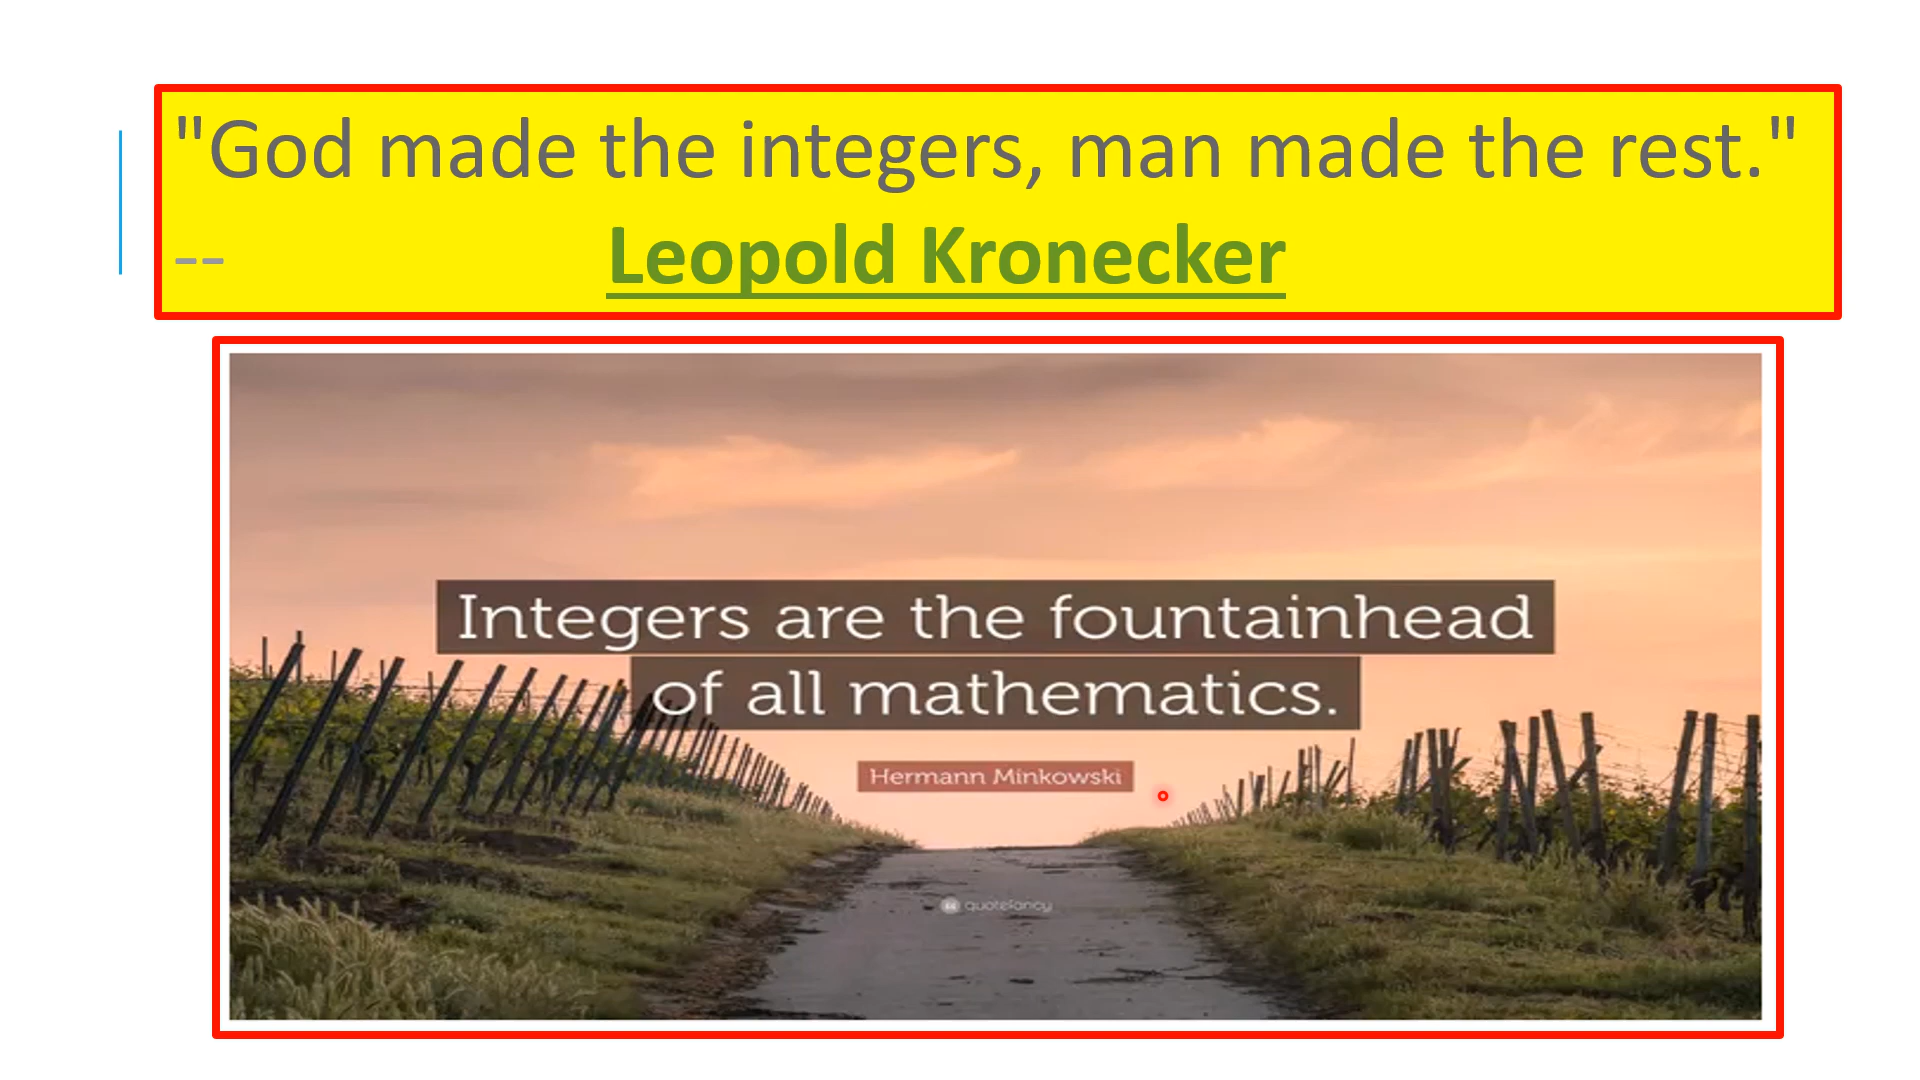 "God made the integers, man made the rest."
-- Leopold Kronecker
Integers are the fountainhead
of all mathematics.
Hermann Minkowski
quotefancy